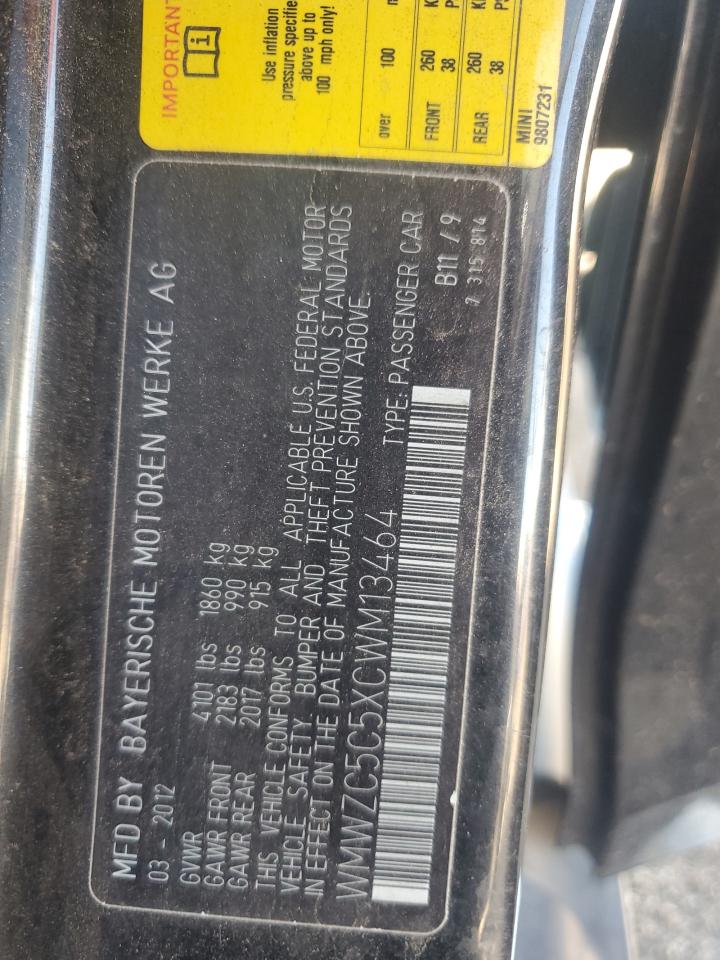 MFD BY BAYERISCHE MOTOREN WERKE AG
03 - 2012
GVWR 4101 lbs 1860 kg
GAWR FRONT 2183 lbs 990 kg
GAWR REAR 2017 lbs 915 kg
THIS VEHICLE CONFORMS TO ALL APPLICABLE U.S. FEDERAL MOTOR
VEHICLE SAFETY BUMPER AND THEFT PREVENTION STANDARDS
IN EFFECT ON THE DATE OF MANUFACTURE SHOWN ABOVE.
WMWZC5C5XCWM13464 TYPE: PASSENGER CAR
B11 / 9
7 315 814
IMPORTANT
Use inflation
pressure specified
above up to
100 mph only!
over 100
FRONT 260
38
REAR 260
38
MINI
9807231